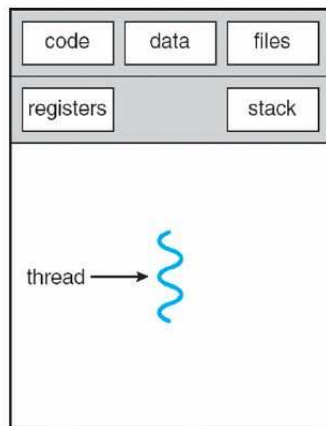 code data files
registers stack
thread